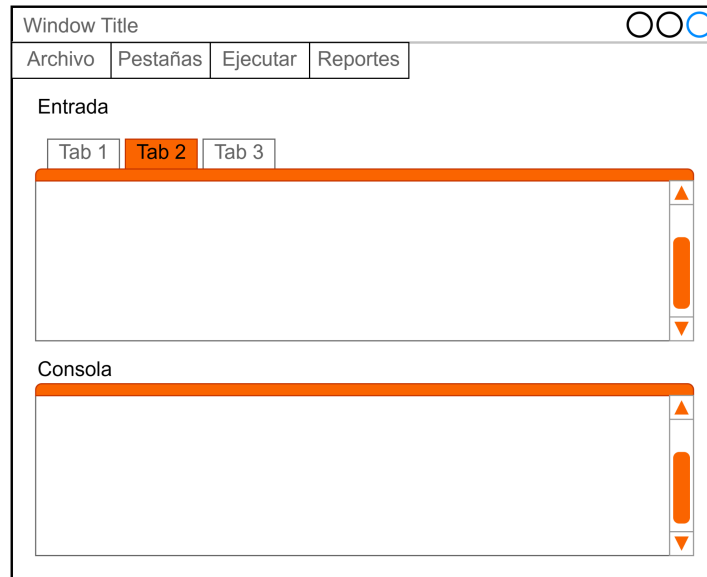 Window Title
Archivo Pestañas Ejecutar Reportes
Entrada
Tab 1 Tab 2 Tab 3
Consola